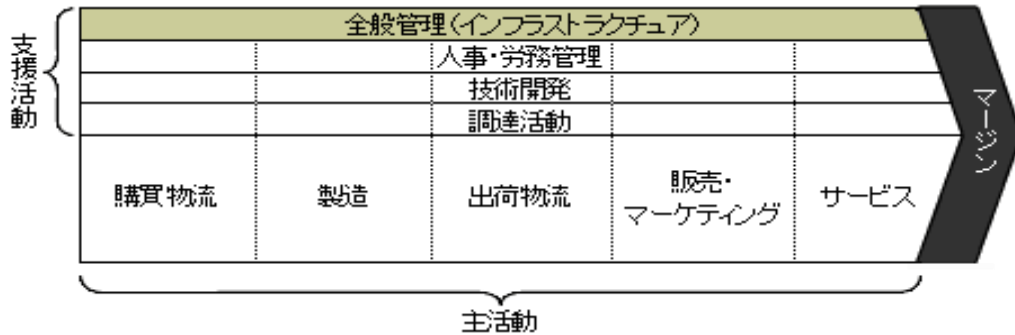 全般管理(インフラストラクチュア)
人事・労務管理
技術開発
調達活動
支援活動
購買物流
製造
出荷物流
販売・
マーケティング
サービス
マージン
主活動